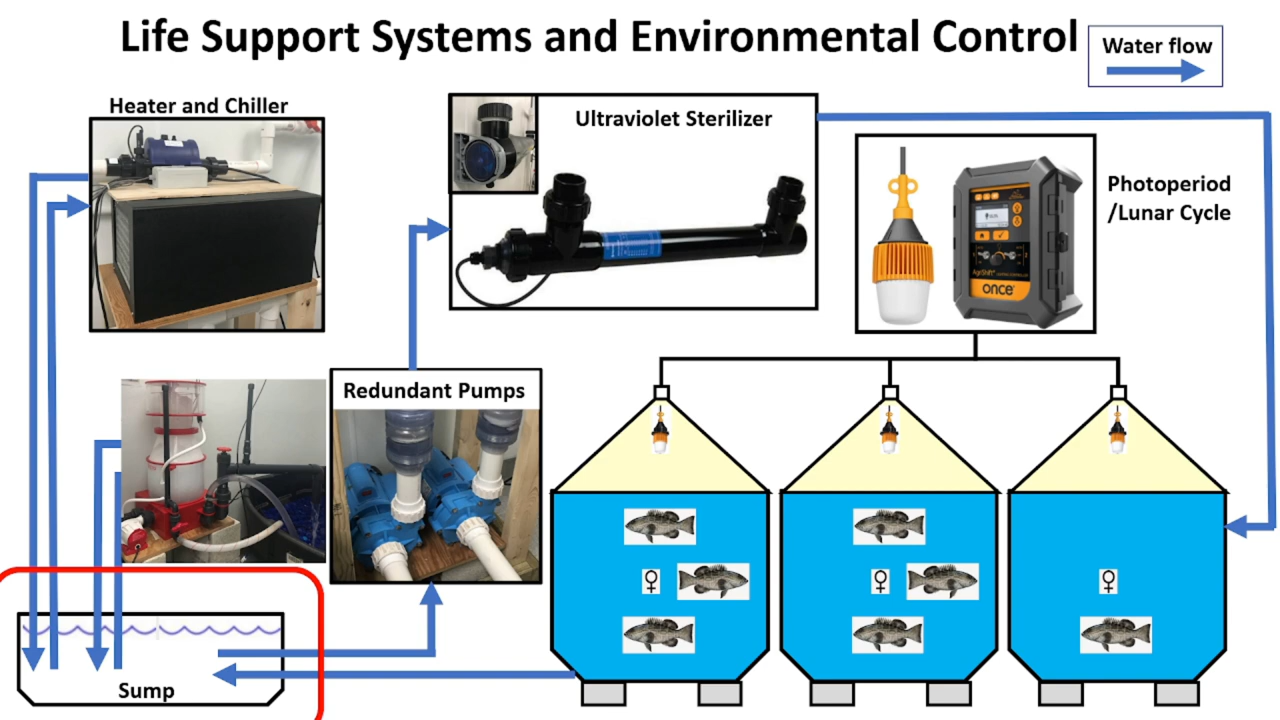 Life Support Systems and Environmental Control
Water flow
Heater and Chiller
Ultraviolet Sterilizer
Photoperiod
/Lunar Cycle
AgriShift
once
Redundant Pumps
♀
♀
♀
Sump